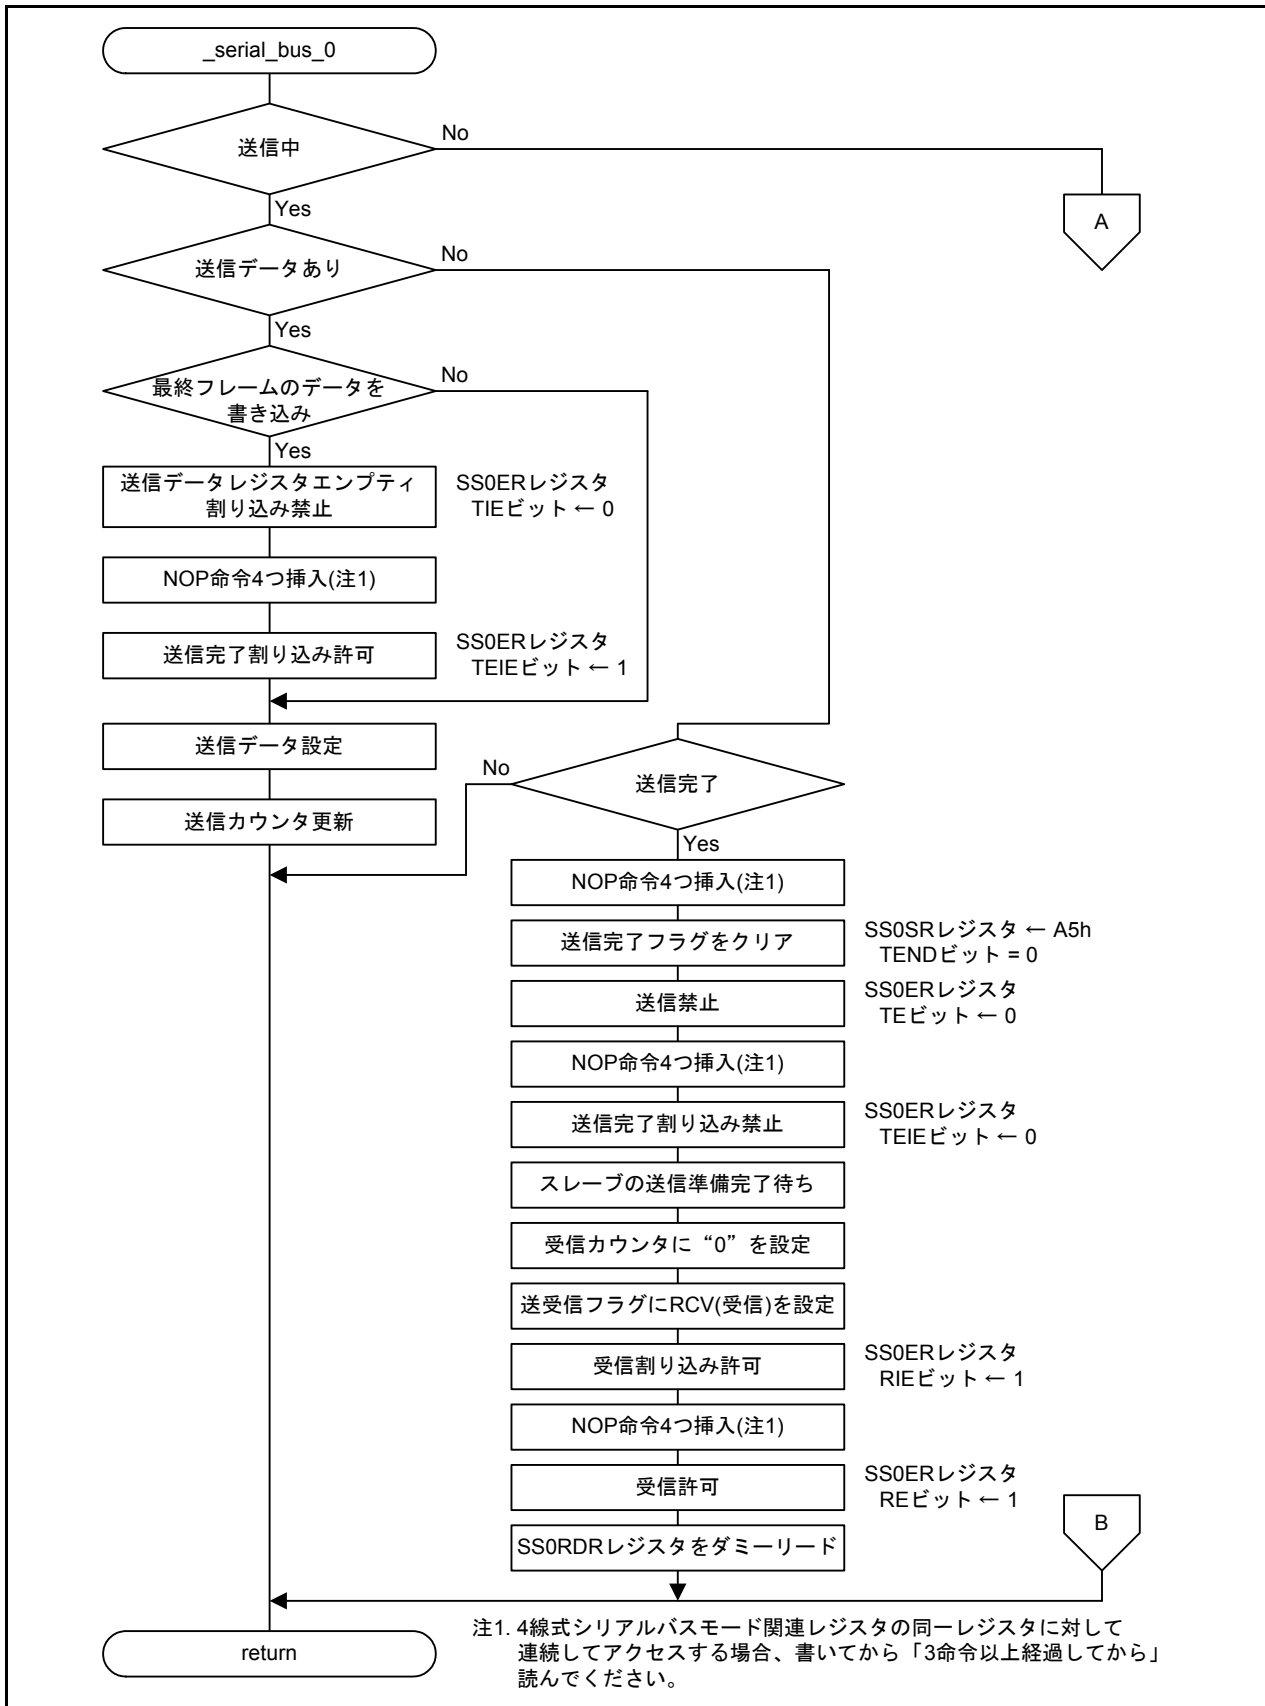 _serial_bus_0
送信中
No
A
Yes
送信データあり
No
Yes
最終フレームのデータを
書き込み
No
Yes
送信データレジスタエンプティ
割り込み禁止
SS0ERレジスタ
TIEビット ← 0
NOP命令4つ挿入(注1)
送信完了割り込み許可
SS0ERレジスタ
TEIEビット ← 1
送信データ設定
送信カウンタ更新
送信完了
No
Yes
NOP命令4つ挿入(注1)
送信完了フラグをクリア
SS0SRレジスタ ← A5h
TENDビット = 0
送信禁止
SS0ERレジスタ
TEビット ← 0
NOP命令4つ挿入(注1)
送信完了割り込み禁止
SS0ERレジスタ
TEIEビット ← 0
スレーブの送信準備完了待ち
受信カウンタに“0”を設定
送受信フラグにRCV(受信)を設定
受信割り込み許可
SS0ERレジスタ
RIEビット ← 1
NOP命令4つ挿入(注1)
受信許可
SS0ERレジスタ
REビット ← 1
B
SS0RDRレジスタをダミーリード
return
注1. 4線式シリアルバスモード関連レジスタの同一レジスタに対して
連続してアクセスする場合、書いてから「3命令以上経過してから」
読んでください。